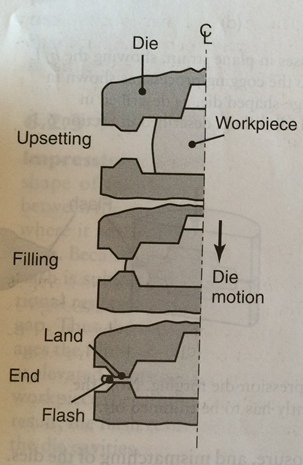 ℄
Die
Upsetting
Workpiece
Filling
Die
motion
Land
End
Flash